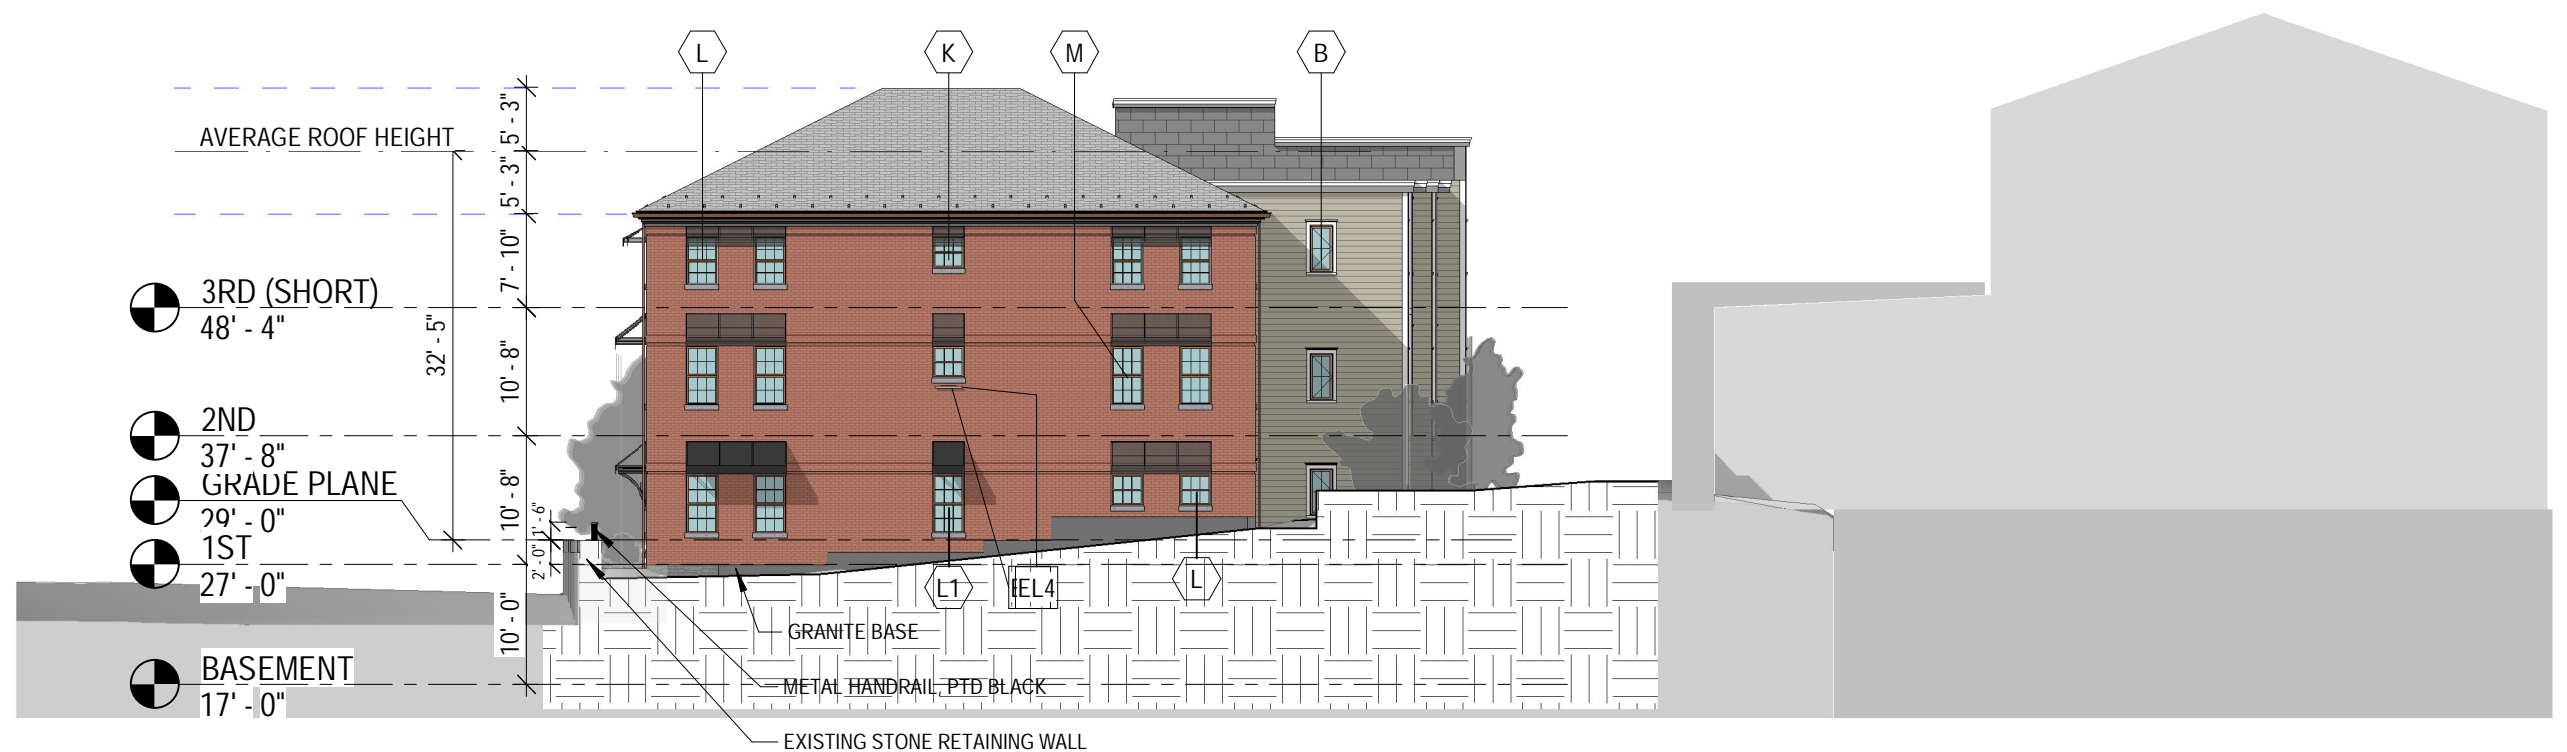 L
K
M
B
5' - 3"
AVERAGE ROOF HEIGHT
5' - 3"
7' - 10"
3RD (SHORT)
48' - 4"
32' - 5"
10' - 8"
2ND
37' - 8"
GRADE PLANE
29' - 0"
10' - 8"
1' - 6"
2' - 0"
1ST
27' - 0"
L1
EL4
L
10' - 0"
GRANITE BASE
BASEMENT
17' - 0"
METAL HANDRAIL, PTD BLACK
EXISTING STONE RETAINING WALL